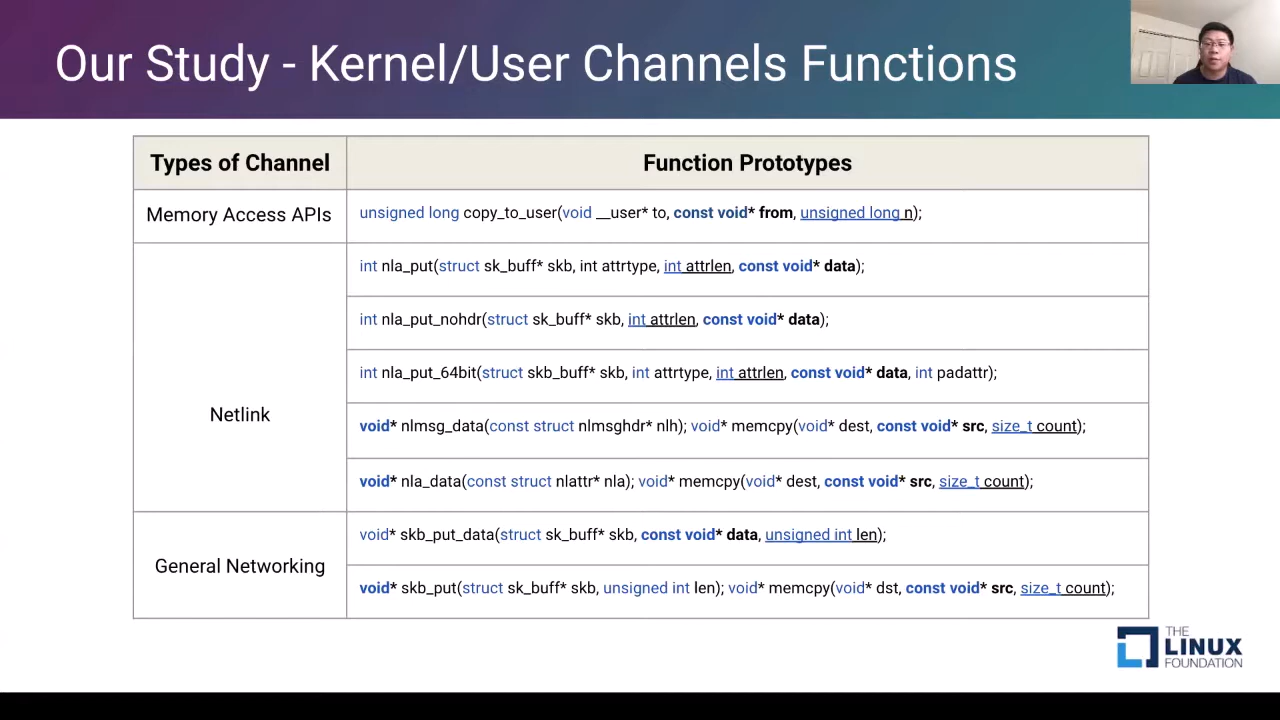 Our Study - Kernel/User Channels Functions
Types of Channel
Function Prototypes
Memory Access APIs
unsigned long copy_to_user(void __user* to, const void* from, unsigned long n);
Netlink
int nla_put(struct sk_buff* skb, int attrtype, int attrlen, const void* data);
int nla_put_nohdr(struct sk_buff* skb, int attrlen, const void* data);
int nla_put_64bit(struct skb_buff* skb, int attrtype, int attrlen, const void* data, int padattr);
void* nlmsg_data(const struct nlmsghdr* nlh); void* memcpy(void* dest, const void* src, size_t count);
void* nla_data(const struct nlattr* nla); void* memcpy(void* dest, const void* src, size_t count);
General Networking
void* skb_put_data(struct sk_buff* skb, const void* data, unsigned int len);
void* skb_put(struct sk_buff* skb, unsigned int len); void* memcpy(void* dst, const void* src, size_t count);
THE
LINUX
FOUNDATION